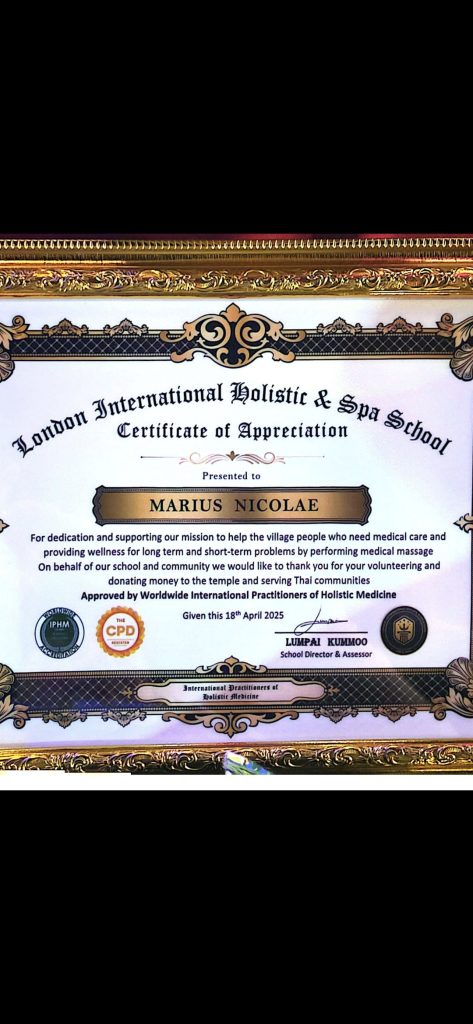 London International Holistic & Spa School
Certificate of Appreciation
Presented to
MARIUS NICOLAE
For dedication and supporting our mission to help the village people who need medical care and
providing wellness for long term and short-term problems by performing medical massage
On behalf of our school and community we would like to thank you for your volunteering and
donating money to the temple and serving Thai communities
Approved by Worldwide International Practitioners of Holistic Medicine
Given this 18th April 2025
IPHM
THE
CPD
REGISTER
LUMPAI KUMMOO
School Director & Assessor
International Practitioners of
Holistic Medicine